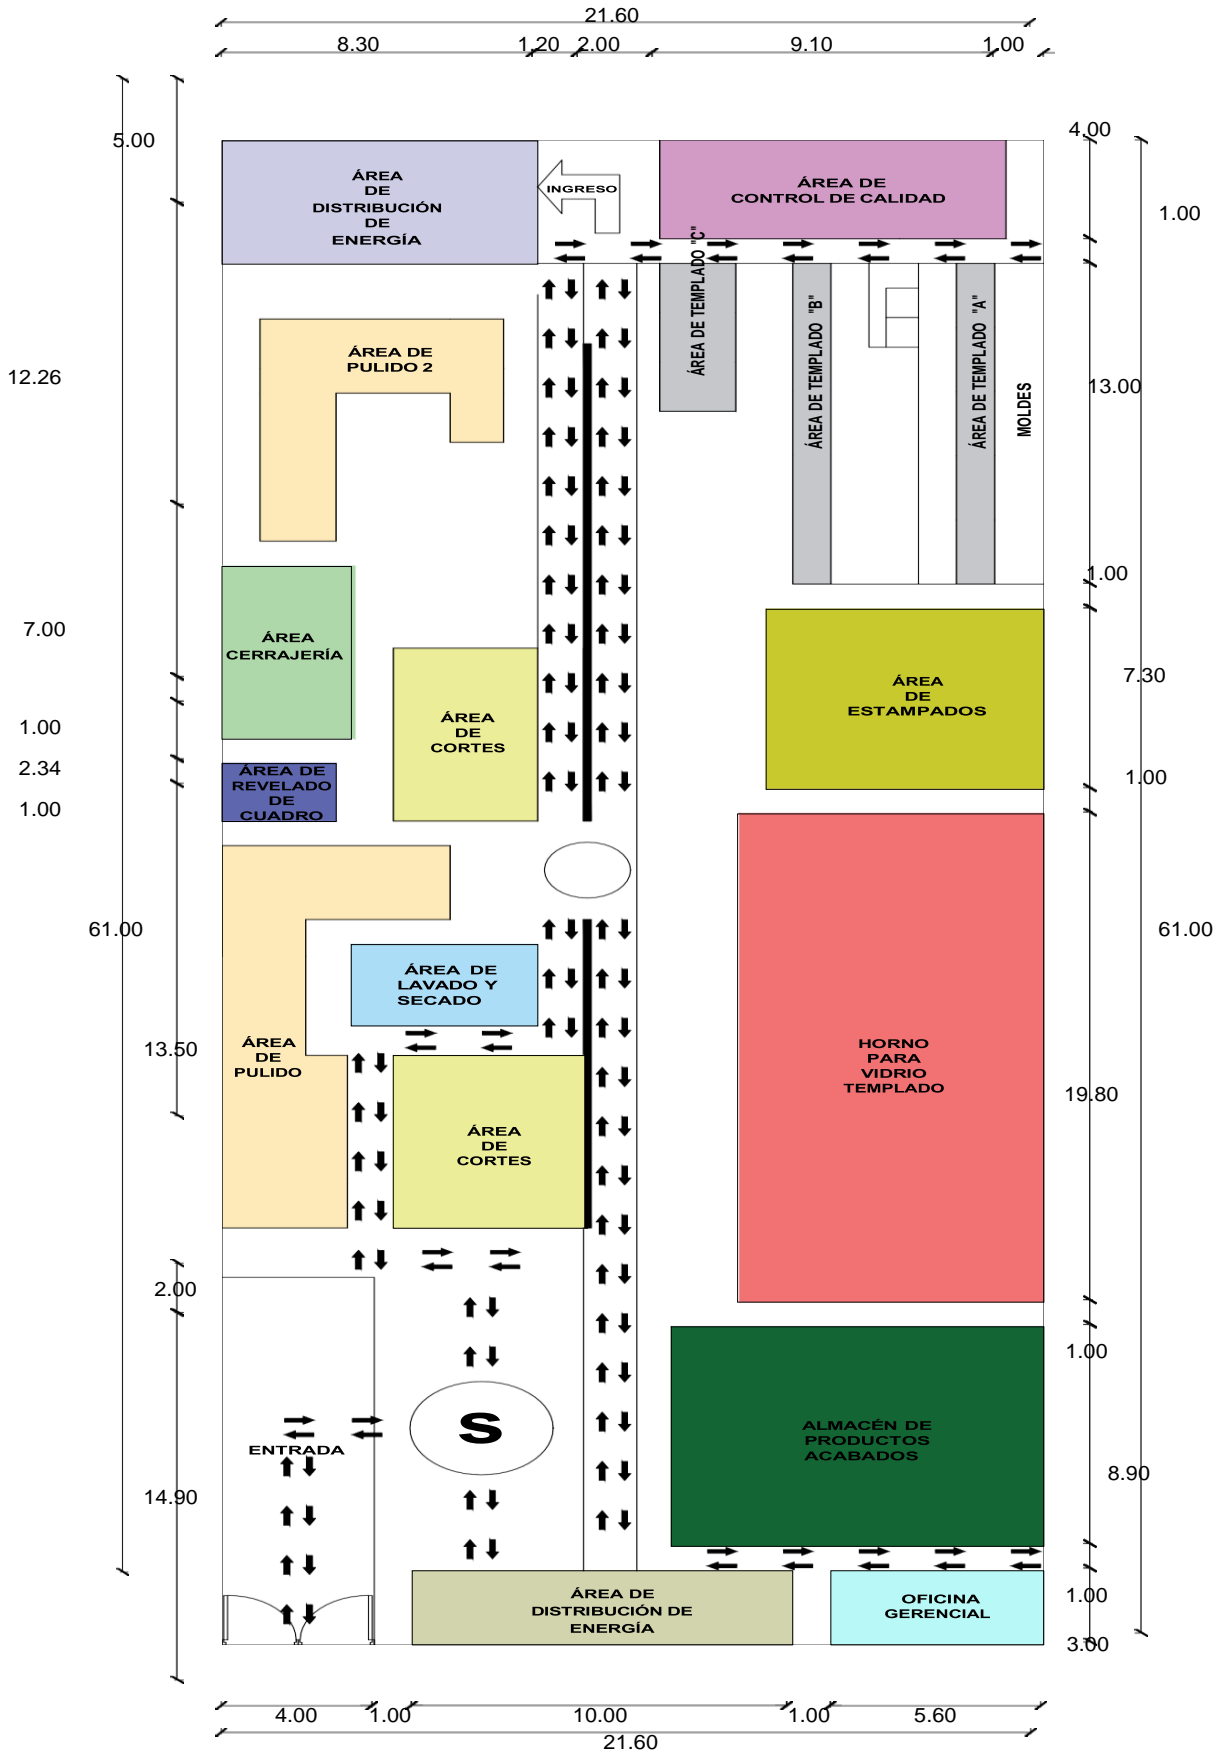 21.60
8.30
1.20
2.00
9.10
1.00
5.00
4.00
ÁREA
DE
DISTRIBUCIÓN
DE
ENERGÍA
INGRESO
ÁREA DE
CONTROL DE CALIDAD
1.00
ÁREA DE TEMPLADO "C"
ÁREA DE TEMPLADO "B"
ÁREA DE TEMPLADO "A"
MOLDES
12.26
ÁREA DE
PULIDO 2
13.00
1.00
7.00
ÁREA
CERRAJERÍA
ÁREA
DE
CORTES
ÁREA
DE
ESTAMPADOS
7.30
1.00
2.34
1.00
ÁREA DE
REVELADO
DE
CUADRO
1.00
61.00
61.00
ÁREA DE
LAVADO Y
SECADO
13.50
ÁREA
DE
PULIDO
HORNO
PARA
VIDRIO
TEMPLADO
19.80
ÁREA
DE
CORTES
2.00
1.00
S
ENTRADA
ALMACÉN DE
PRODUCTOS
ACABADOS
8.90
14.90
ÁREA DE
DISTRIBUCIÓN DE
ENERGÍA
OFICINA
GERENCIAL
1.00
3.00
4.00
1.00
10.00
1.00
5.60
21.60